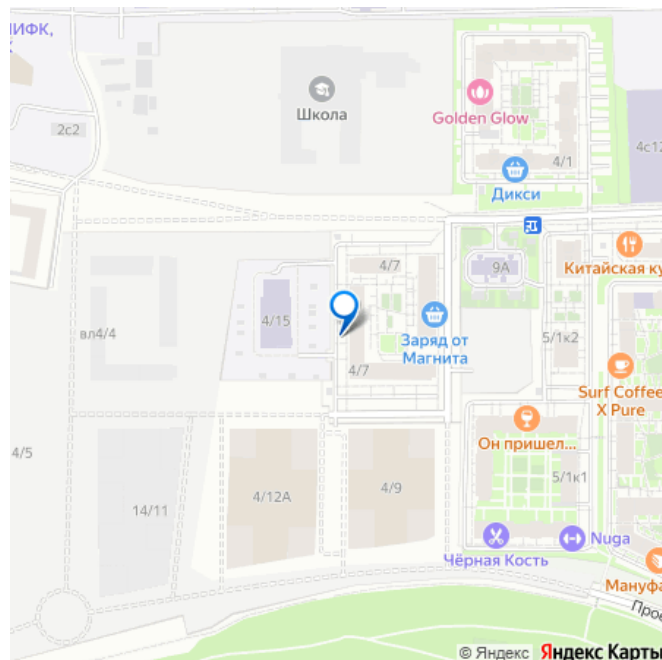 ИФК,
2с2
Школа
Golden Glow
4/1
4с12
Дикси
4/7
9А
Китайская ку
4/15
вл4/4
Заряд от
Магнита
5/1к2
4/7
Surf Coffee
X Pure
Он пришел...
4/5
4/12А
4/9
5/1к1
14/11
Чёрная Кость
Nuga
Мануфа
Прое
© Яндекс Яндекс Карты